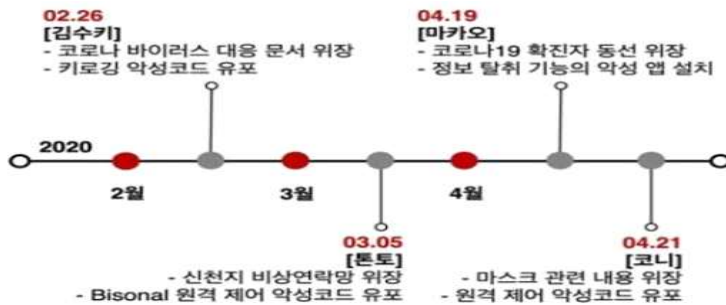 02.26
[김수키]
- 코로나 바이러스 대응 문서 위장
- 키로깅 악성코드 유포
04.19
[마카오]
- 코로나19 확진자 동선 위장
- 정보 탈취 기능의 악성 앱 설치
2020
2월
3월
4월
03.05
[톤토]
- 신천지 비상연락망 위장
- Bisonal 원격 제어 악성코드 유포
04.21
[코니]
- 마스크 관련 내용 위장
- 원격 제어 악성코드 유포